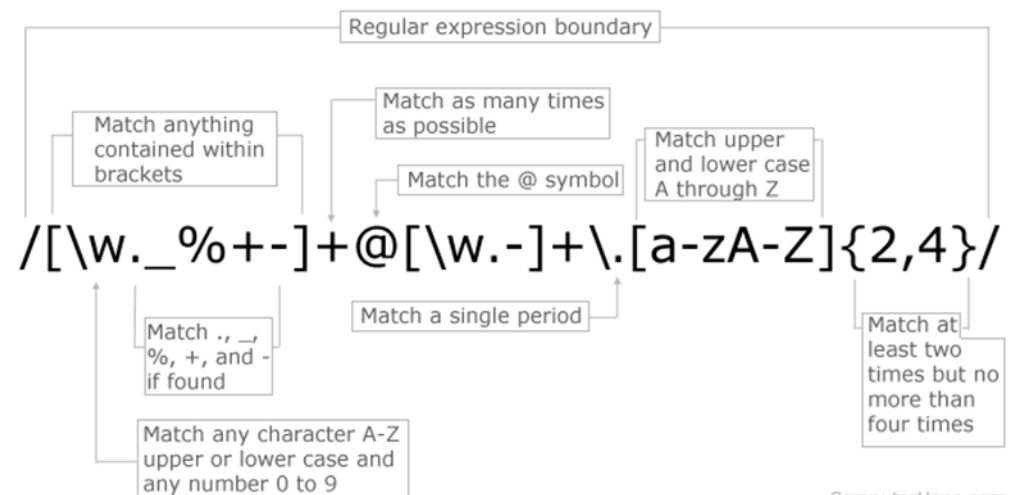 Regular expression boundary
Match as many times
as possible
Match anything
contained within
brackets
Match upper
and lower case
A through Z
Match the @ symbol
/[\w._%+-]+@[\w.-]+\.[a-zA-Z]{2,4}/
Match a single period
Match ., _,
%, +, and -
if found
Match at
least two
times but no
more than
four times
Match any character A-Z
upper or lower case and
any number 0 to 9